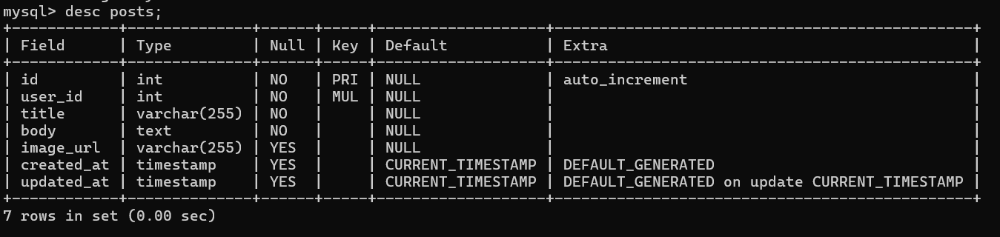 mysql> desc posts;
+------------+--------------+------+-----+-------------------+-----------------------------------------------+
| Field      | Type         | Null | Key | Default           | Extra                                         |
+------------+--------------+------+-----+-------------------+-----------------------------------------------+
| id         | int          | NO   | PRI | NULL              | auto_increment                                |
| user_id    | int          | NO   | MUL | NULL              |                                               |
| title      | varchar(255) | NO   |     | NULL              |                                               |
| body       | text         | NO   |     | NULL              |                                               |
| image_url  | varchar(255) | YES  |     | NULL              |                                               |
| created_at | timestamp    | YES  |     | CURRENT_TIMESTAMP | DEFAULT_GENERATED                             |
| updated_at | timestamp    | YES  |     | CURRENT_TIMESTAMP | DEFAULT_GENERATED on update CURRENT_TIMESTAMP |
+------------+--------------+------+-----+-------------------+-----------------------------------------------+
7 rows in set (0.00 sec)